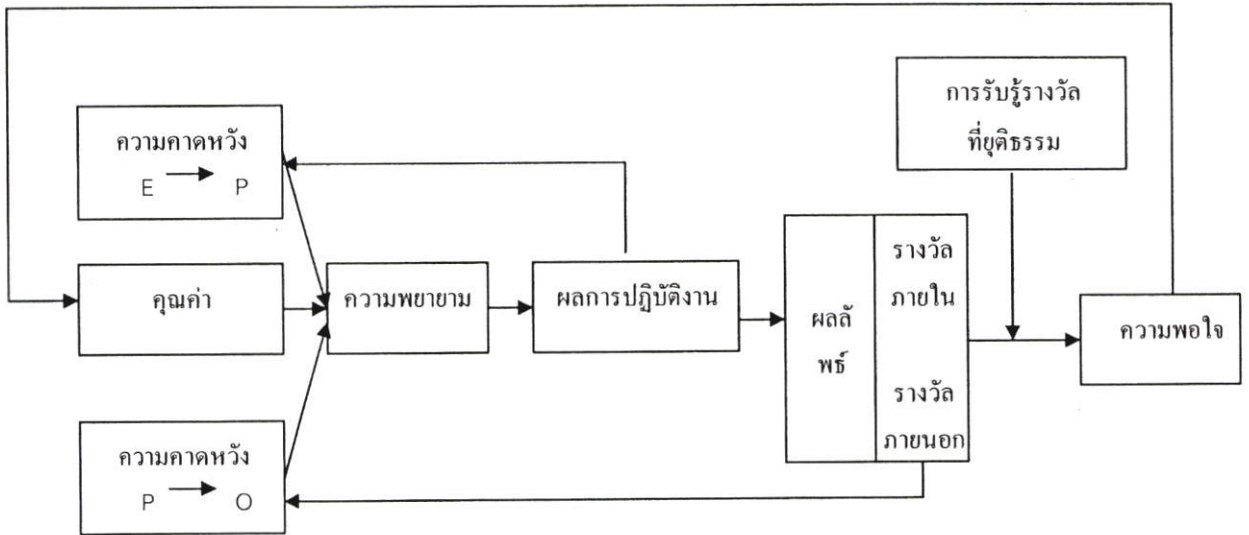 การรับรู้รางวัล
ที่ยุติธรรม
ความคาดหวัง
E P
คุณค่า
ความพยายาม
ผลการปฏิบัติงาน
ผลลั
พธ์
รางวัล
ภายใน
รางวัล
ภายนอก
ความพอใจ
ความคาดหวัง
P O